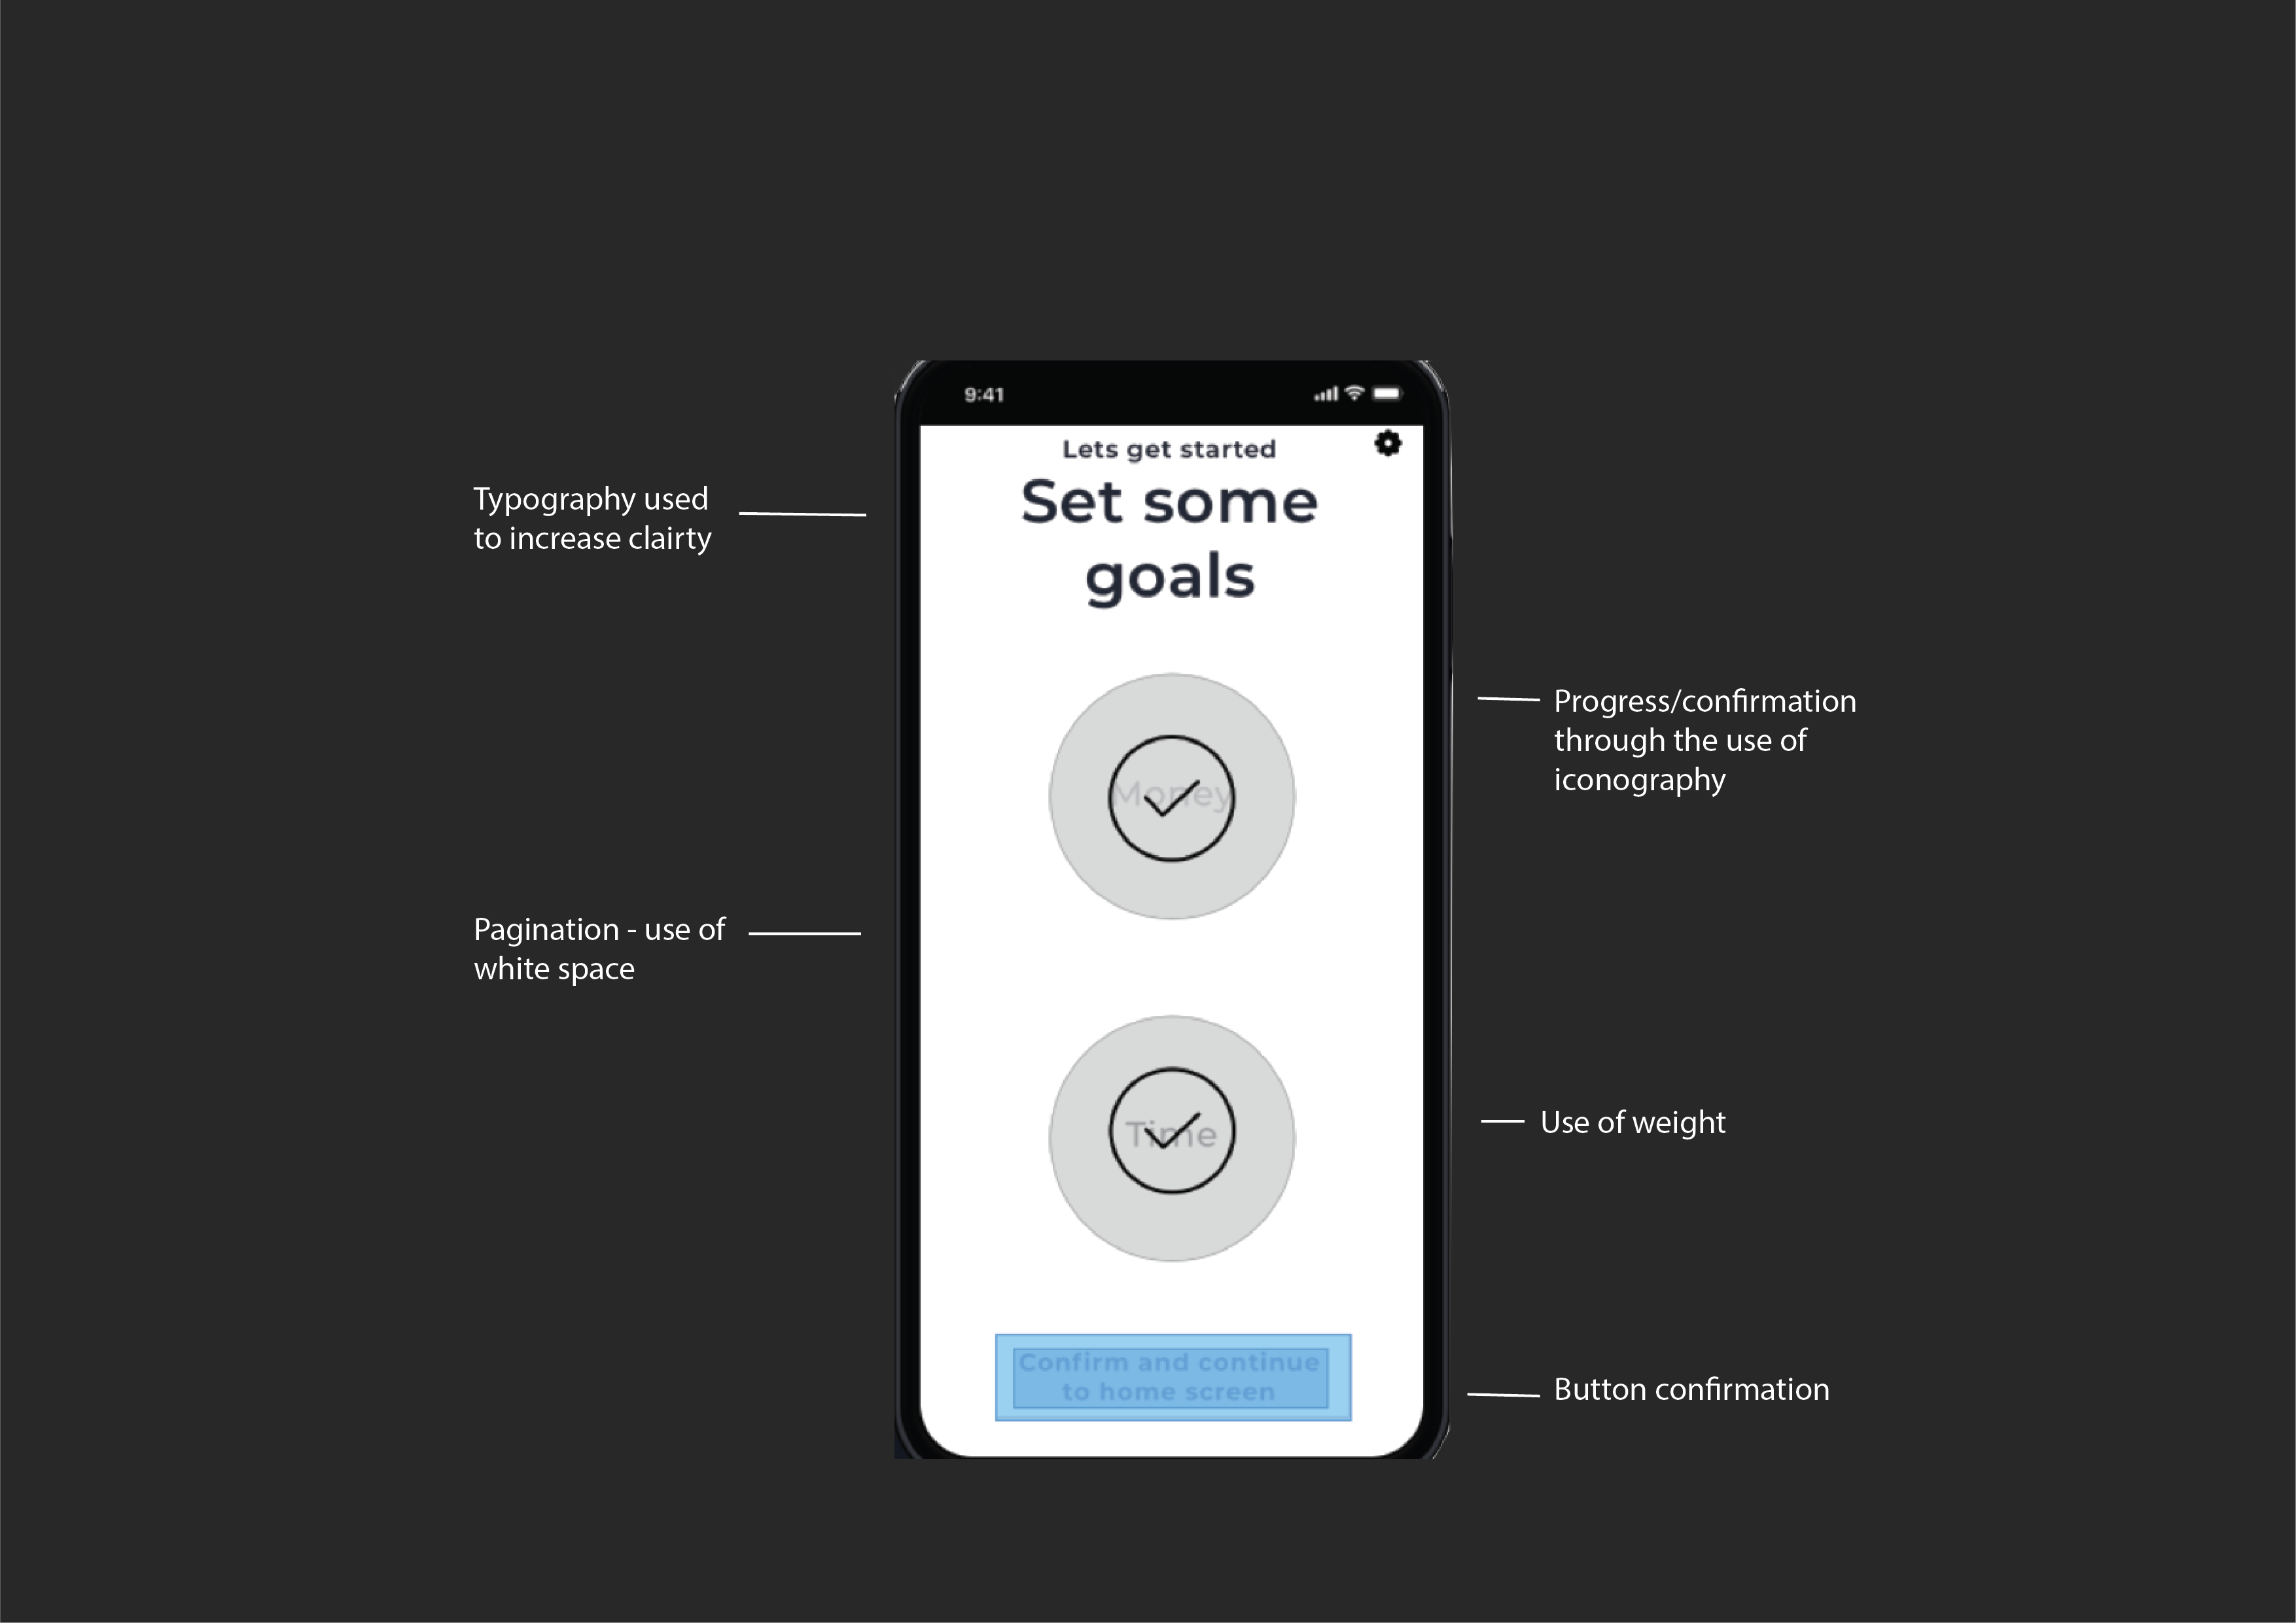 9:41
Lets get started
Set some
goals
Typography used
to increase clairty
Money
Progress/confirmation
through the use of
iconography
Pagination - use of
white space
Time
Use of weight
Confirm and continue
to home screen
Button confirmation